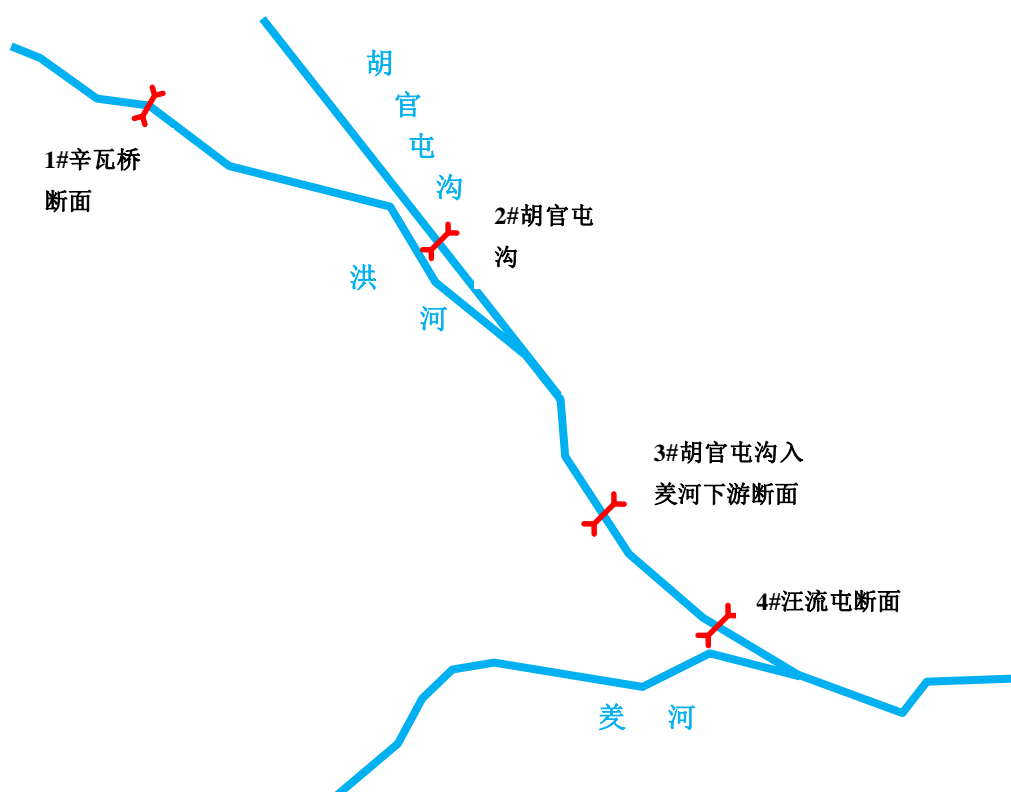 胡
官
屯
沟
1#辛瓦桥
断面
2#胡官屯
沟
洪
河
3#胡官屯沟入
羑河下游断面
4#汪流屯断面
羑 河